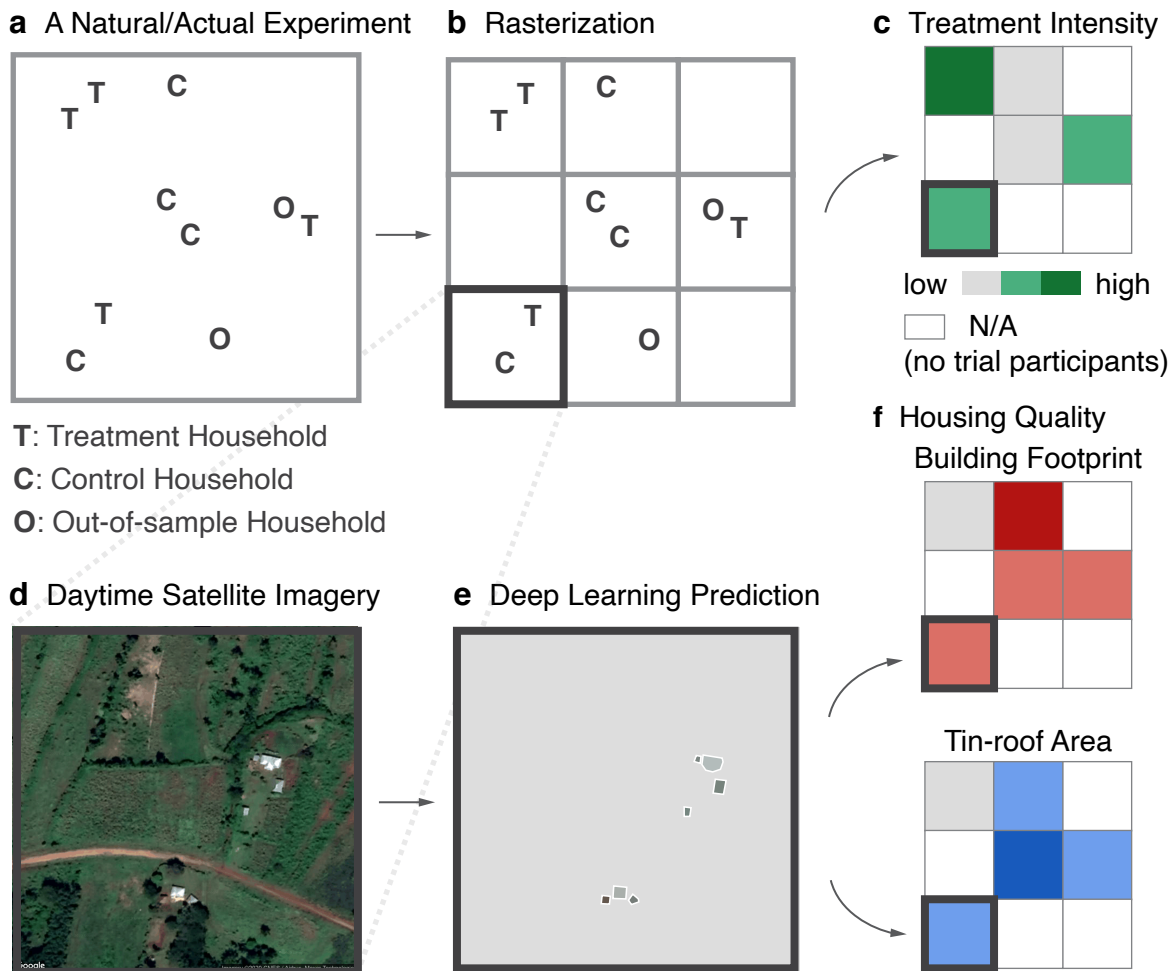 a A Natural/Actual Experiment
T
T
C
C
C
O
T
T
C
O
T: Treatment Household
C: Control Household
O: Out-of-sample Household
b Rasterization
T
T
C
C
C
O
T
T
C
O
c Treatment Intensity
low high
N/A
(no trial participants)
d Daytime Satellite Imagery
Google
e Deep Learning Prediction
f Housing Quality
Building Footprint
Tin-roof Area